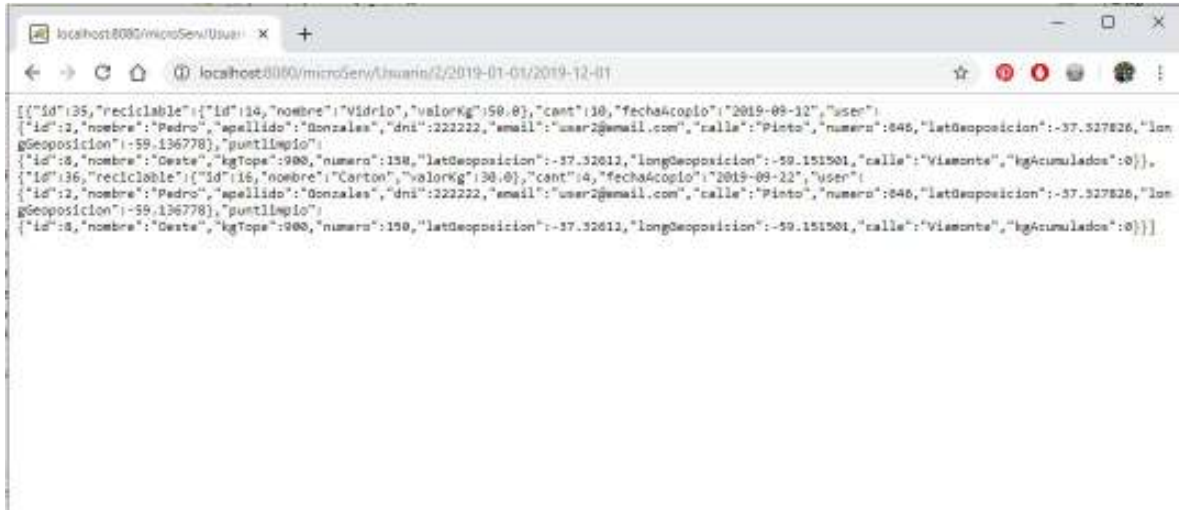 localhost:8080/microServ/Usuari
localhost:8080/microServ/Usuario/2/2019-01-01/2019-12-01
[{"id":35,"reciclable":{"id":14,"nombre":"Vidrio","valorKg":50.0},"cant":10,"fechaAcopio":"2019-09-12","user":
{"id":2,"nombre":"Pedro","apellido":"Gonzales","dni":222222,"email":"user2@email.com","calle":"Pinto","numero":646,"latGeoposicion":-37.327826,"lon
gGeoposicion":-59.136778},"puntlimpio":
{"id":8,"nombre":"Oeste","kgTope":900,"numero":150,"latGeoposicion":-37.32612,"longGeoposicion":-59.151501,"calle":"Viamonte","kgAcumulados":0}},
{"id":36,"reciclable":{"id":16,"nombre":"Carton","valorKg":30.0},"cant":4,"fechaAcopio":"2019-09-22","user":
{"id":2,"nombre":"Pedro","apellido":"Gonzales","dni":222222,"email":"user2@email.com","calle":"Pinto","numero":646,"latGeoposicion":-37.327826,"lon
gGeoposicion":-59.136778},"puntlimpio":
{"id":8,"nombre":"Oeste","kgTope":900,"numero":150,"latGeoposicion":-37.32612,"longGeoposicion":-59.151501,"calle":"Viamonte","kgAcumulados":0}}]